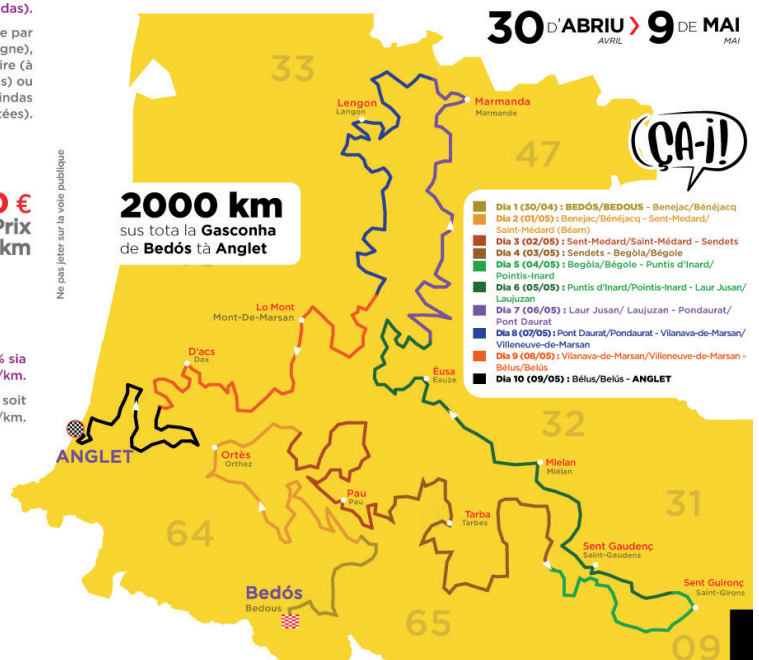 das).
e par
igne),
ire (à
s) ou
indas
tées).
30 D'ABRIU > 9 DE MAI
AVRIL MAI
Ne pas jeter sur la voie publique
0 €
Prix
km
% sia
/km.
soit
/km.
2000 km
sus tota la Gasconha
de Bedós tà Anglet
ÇA-I!
Dia 1 (30/04) : BEDÓS/BEDOUS - Benejac/Bénéjacq
Dia 2 (01/05) : Benejac/Bénéjacq - Sent-Medard/
Saint-Médard (Béarn)
Dia 3 (02/05) : Sent-Medard/Saint-Médard - Sendets
Dia 4 (03/05) : Sendets - Begòla/Bégole
Dia 5 (04/05) : Begòla/Bégole - Puntis d'Inard/
Pointis-Inard
Dia 6 (05/05) : Puntis d'Inard/Pointis-Inard - Laur Jusan/
Laujuzan
Dia 7 (06/05) : Laur Jusan/ Laujuzan - Pondaurat/
Pont Daurat
Dia 8 (07/05) : Pont Daurat/Pondaurat - Vilanava-de-Marsan/
Villeneuve-de-Marsan
Dia 9 (08/05) : Vilanava-de-Marsan/Villeneuve-de-Marsan -
Bélus/Belús
Dia 10 (09/05) : Bélus/Belús - ANGLET
33
47
32
31
64
65
09
Lengon
Langon
Marmanda
Marmande
Lo Mont
Mont-De-Marsan
D'acs
Dax
Èusa
Eauze
ANGLET
Ortès
Orthez
Pau
Pau
Tarba
Tarbes
Mielan
Miélan
Sent Gaudenç
Saint-Gaudens
Sent Guironç
Saint-Girons
Bedós
Bedous